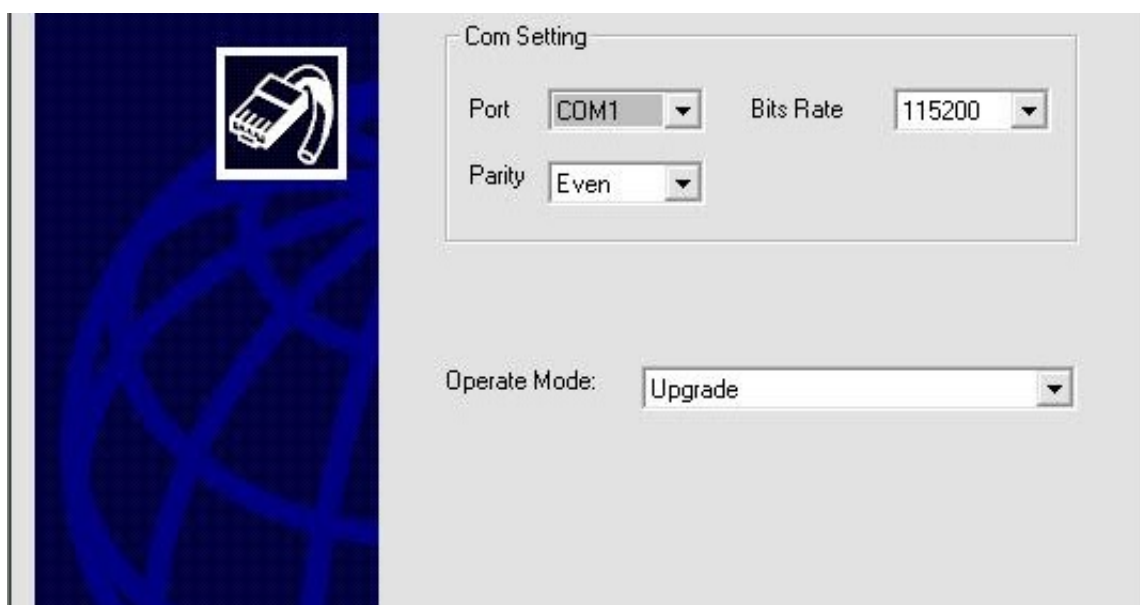 Com Setting
Port COM1 Bits Rate 115200
Parity Even
Operate Mode: Upgrade